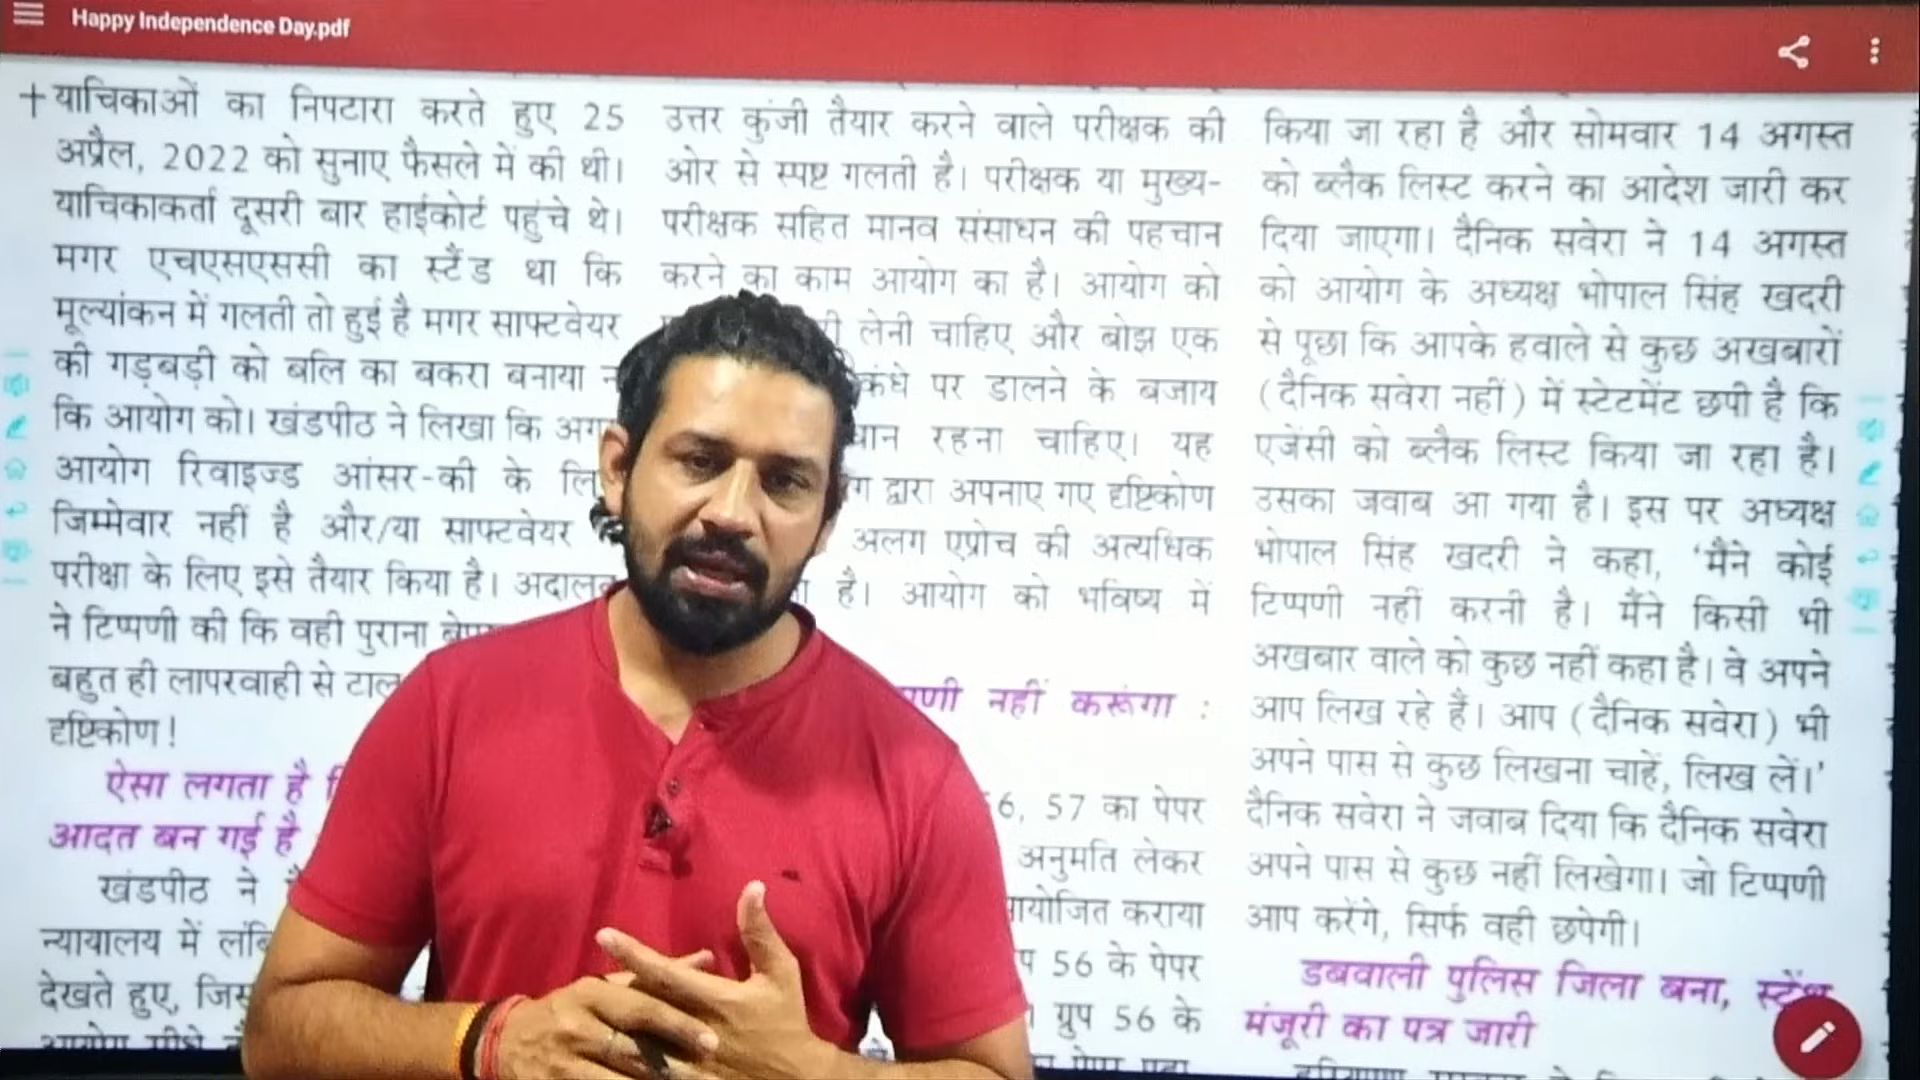 Happy Independence Day.pdf
याचिकाओं का निपटारा करते हुए 25
अप्रैल, 2022 को सुनाए फैसले में की थी।
याचिकाकर्ता दूसरी बार हाईकोर्ट पहुंचे थे।
मगर एचएसएससी का स्टैंड था कि
मूल्यांकन में गलती तो हुई है मगर साफ्टवेयर
की गड़बड़ी को बलि का बकरा बनाया
कि आयोग को। खंडपीठ ने लिखा कि
आयोग रिवाइज्ड आंसर-की के
जिम्मेवार नहीं है और/या साफ्टवेयर
परीक्षा के लिए इसे तैयार किया है।
ने टिप्पणी की कि वही पुराना
बहुत ही लापरवाही से
दृष्टिकोण!
ऐसा लगता है
आदत बन गई है
खंडपीठ ने
न्यायालय में
देखते हुए,
उत्तर कुंजी तैयार करने वाले परीक्षक की
ओर से स्पष्ट गलती है। परीक्षक या मुख्य-
परीक्षक सहित मानव संसाधन की पहचान
करने का काम आयोग का है। आयोग को
लेनी चाहिए और बोझ एक
कंधे पर डालने के बजाय
रहना चाहिए। यह
द्वारा अपनाए गए दृष्टिकोण
अलग एप्रोच की अत्यधिक
है। आयोग को भविष्य में
नहीं करूंगा :
57 का पेपर
अनुमति लेकर
कराया
56 के पेपर
ग्रुप 56 के
किया जा रहा है और सोमवार 14 अगस्त
को ब्लैक लिस्ट करने का आदेश जारी कर
दिया जाएगा। दैनिक सवेरा ने 14 अगस्त
को आयोग के अध्यक्ष भोपाल सिंह खदरी
से पूछा कि आपके हवाले से कुछ अखबारों
(दैनिक सवेरा नहीं) में स्टेटमेंट छपी है कि
एजेंसी को ब्लैक लिस्ट किया जा रहा है।
उसका जवाब आ गया है। इस पर अध्यक्ष
भोपाल सिंह खदरी ने कहा, 'मैंने कोई
टिप्पणी नहीं करनी है। मैंने किसी भी
अखबार वाले को कुछ नहीं कहा है। वे अपने
आप लिख रहे हैं। आप (दैनिक सवेरा) भी
अपने पास से कुछ लिखना चाहें, लिख लें।'
दैनिक सवेरा ने जवाब दिया कि दैनिक सवेरा
अपने पास से कुछ नहीं लिखेगा। जो टिप्पणी
आप करेंगे, सिर्फ वही छपेगी।
डबवाली पुलिस जिला बना,
मंजूरी का पत्र जारी